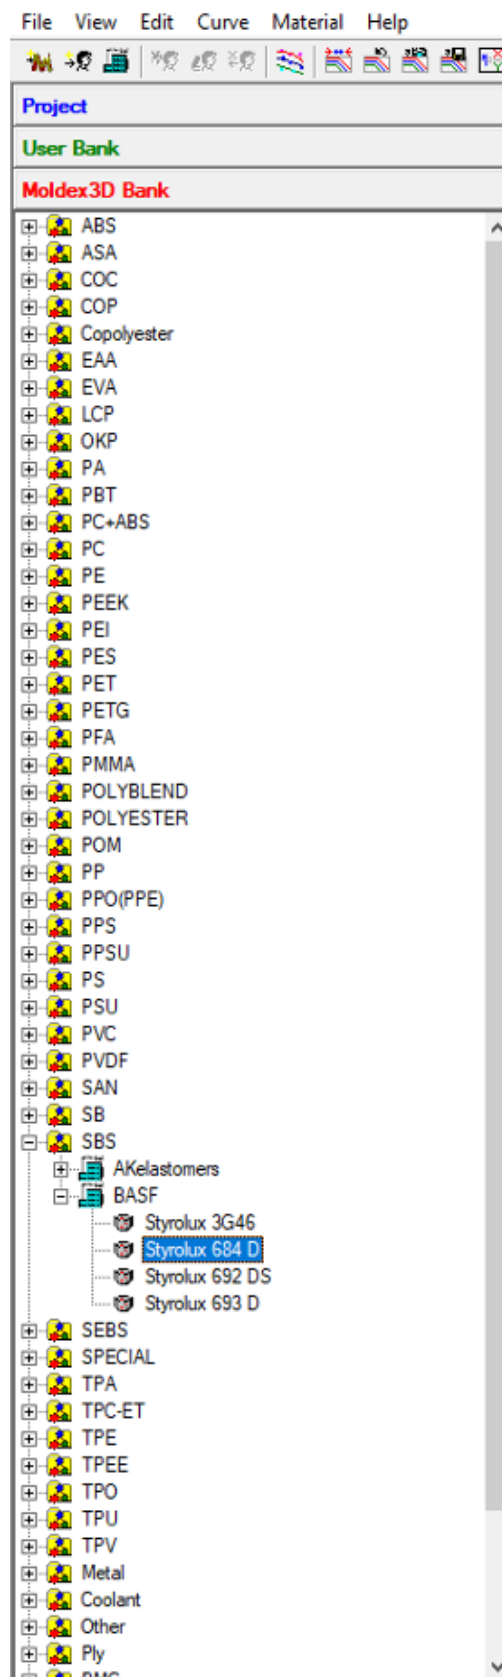 File View Edit Curve Material Help
Project
User Bank
Moldex3D Bank
ABS
ASA
COC
COP
Copolyester
EAA
EVA
LCP
OKP
PA
PBT
PC+ABS
PC
PE
PEEK
PEI
PES
PET
PETG
PFA
PMMA
POLYBLEND
POLYESTER
POM
PP
PPO(PPE)
PPS
PPSU
PS
PSU
PVC
PVDF
SAN
SB
SBS
AKelastomers
BASF
Styrolux 3G46
Styrolux 684 D
Styrolux 692 DS
Styrolux 693 D
SEBS
SPECIAL
TPA
TPC-ET
TPE
TPEE
TPO
TPU
TPV
Metal
Coolant
Other
Ply